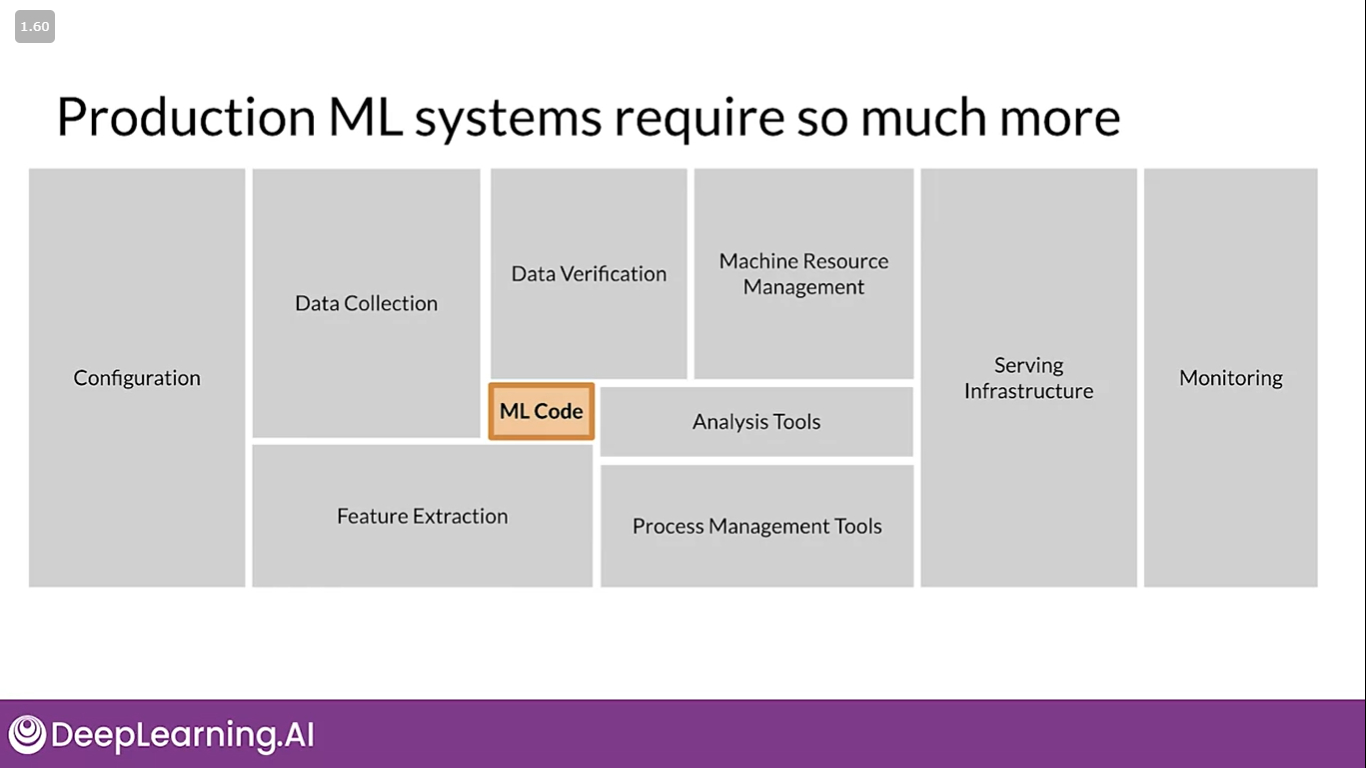 1.60
Production ML systems require so much more
Configuration
Data Collection
Data Verification
Machine Resource
Management
ML Code
Analysis Tools
Feature Extraction
Process Management Tools
Serving
Infrastructure
Monitoring
DeepLearning.AI